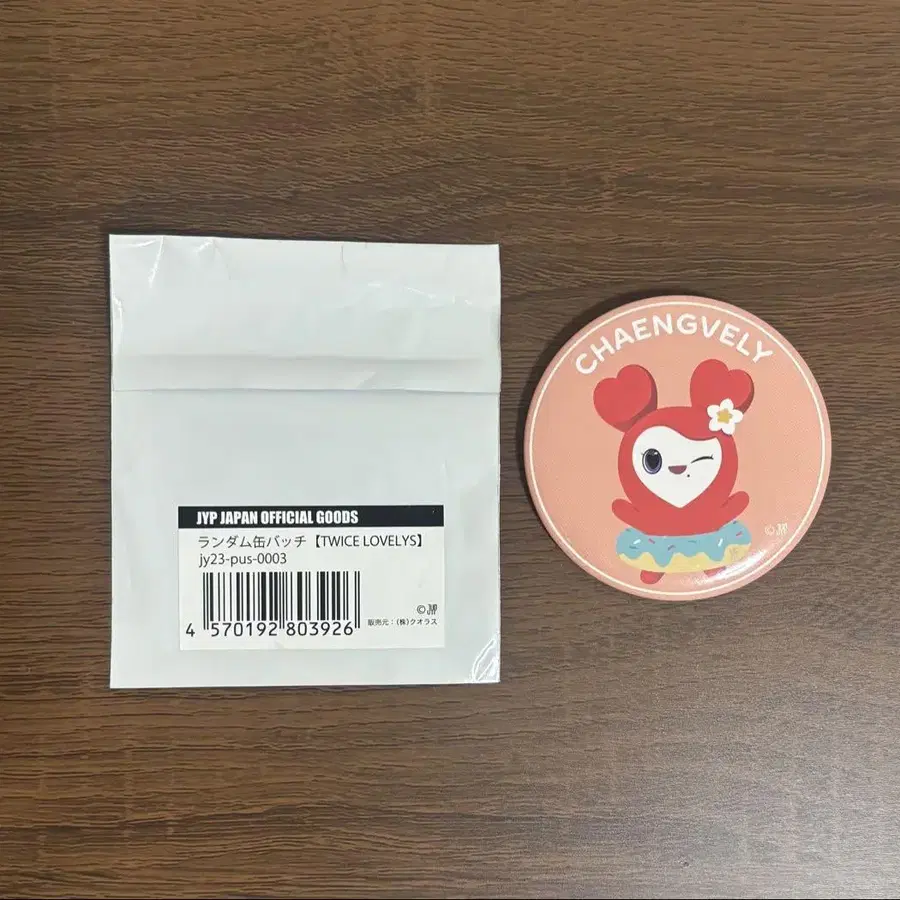 JYP JAPAN OFFICIAL GOODS
ランダム缶バッチ【TWICE LOVELYS】
jy23-pus-0003
4 570192 803926
© JYP
販売元：(株)クオラス
CHAENGVELY
© JYP